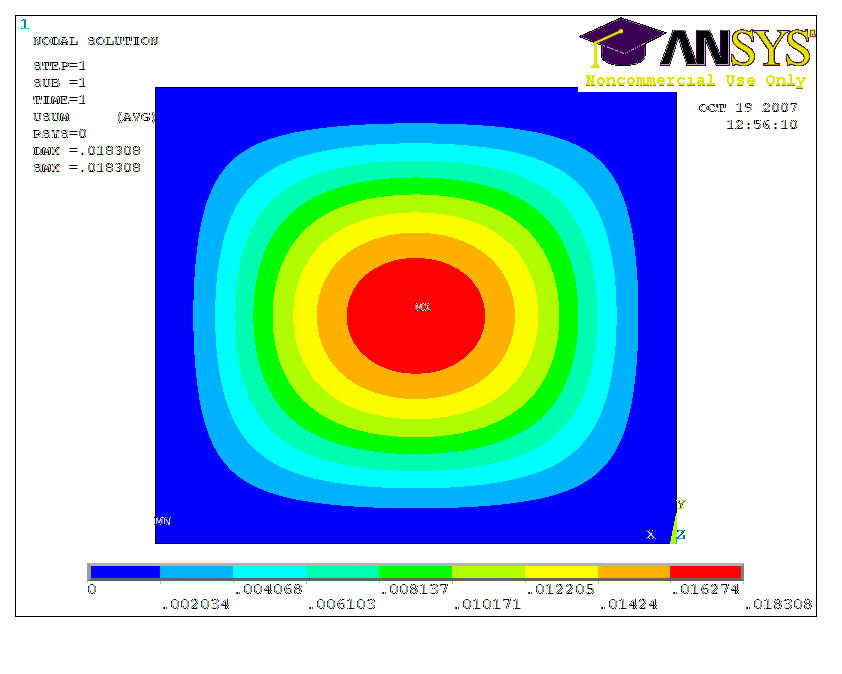 1
NODAL SOLUTION
STEP=1
SUB =1
TIME=1
USUM (AVG)
RSYS=0
DMX =.018308
SMX =.018308
ANSYS
Noncommercial Use Only
OCT 19 2007
12:56:10
MX
MN
Y
X Z
0 .004068 .008137 .012205 .016274
.002034 .006103 .010171 .01424 .018308